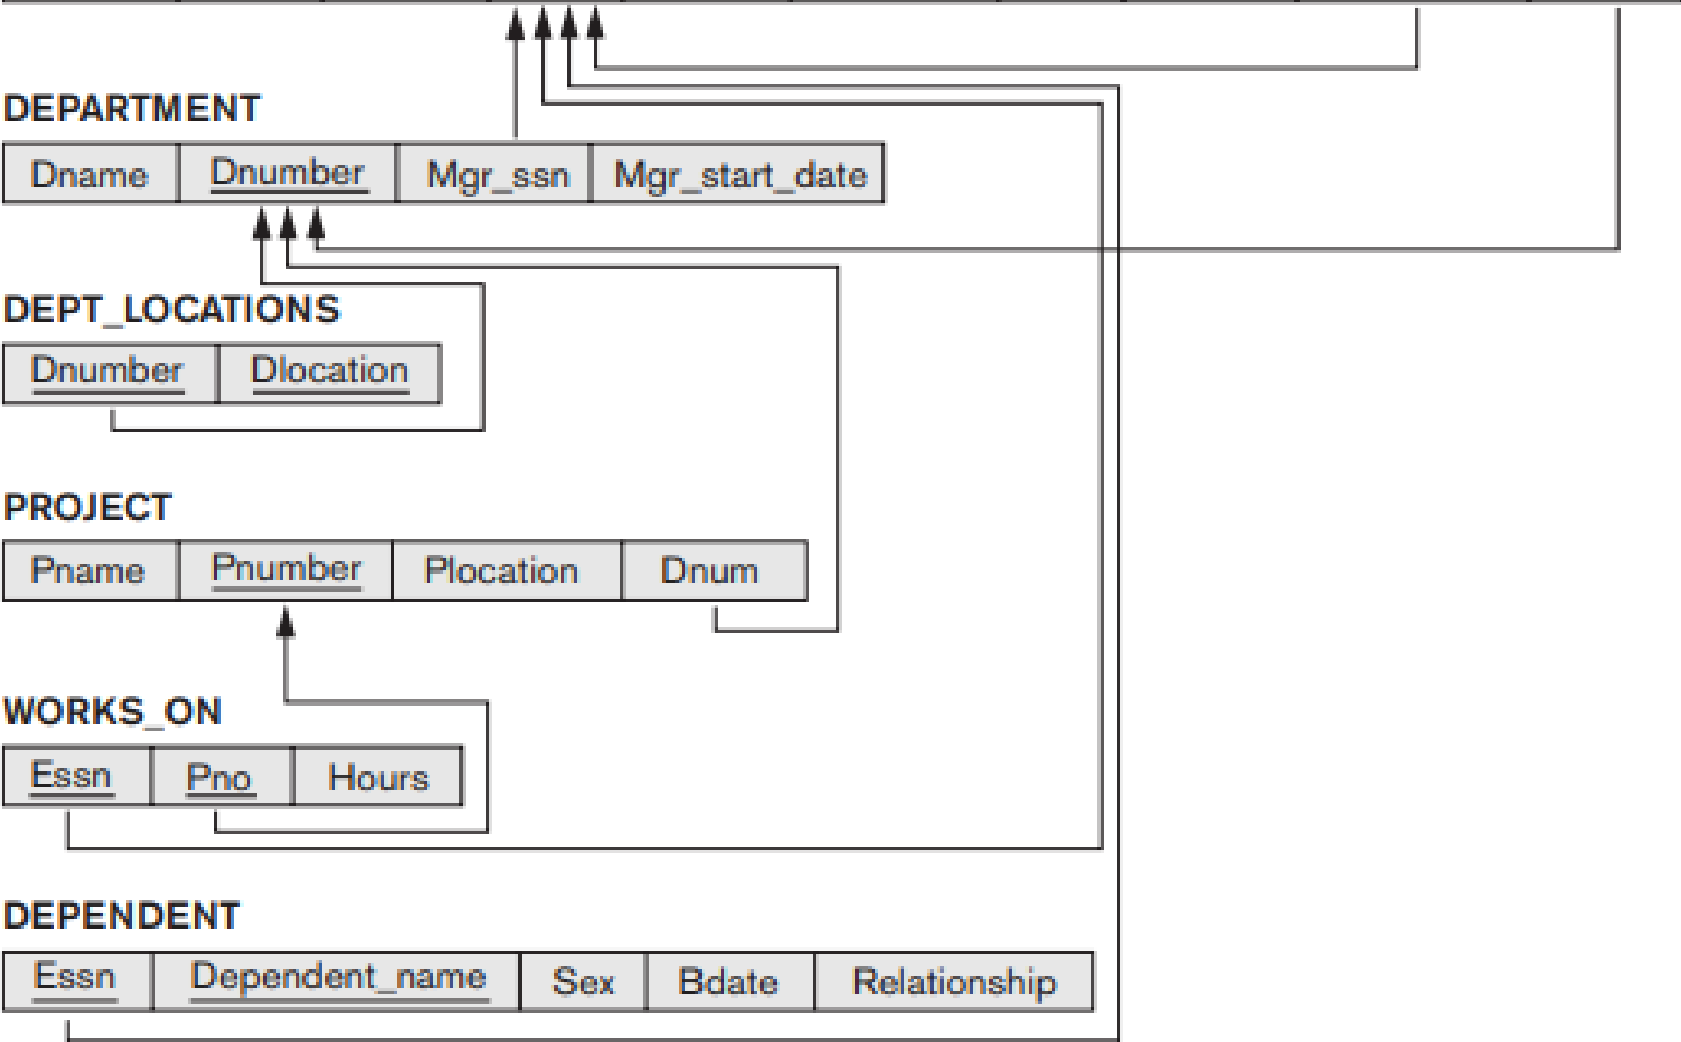 DEPARTMENT
Dname Dnumber Mgr_ssn Mgr_start_date
DEPT_LOCATIONS
Dnumber Dlocation
PROJECT
Pname Pnumber Plocation Dnum
WORKS_ON
Essn Pno Hours
DEPENDENT
Essn Dependent_name Sex Bdate Relationship